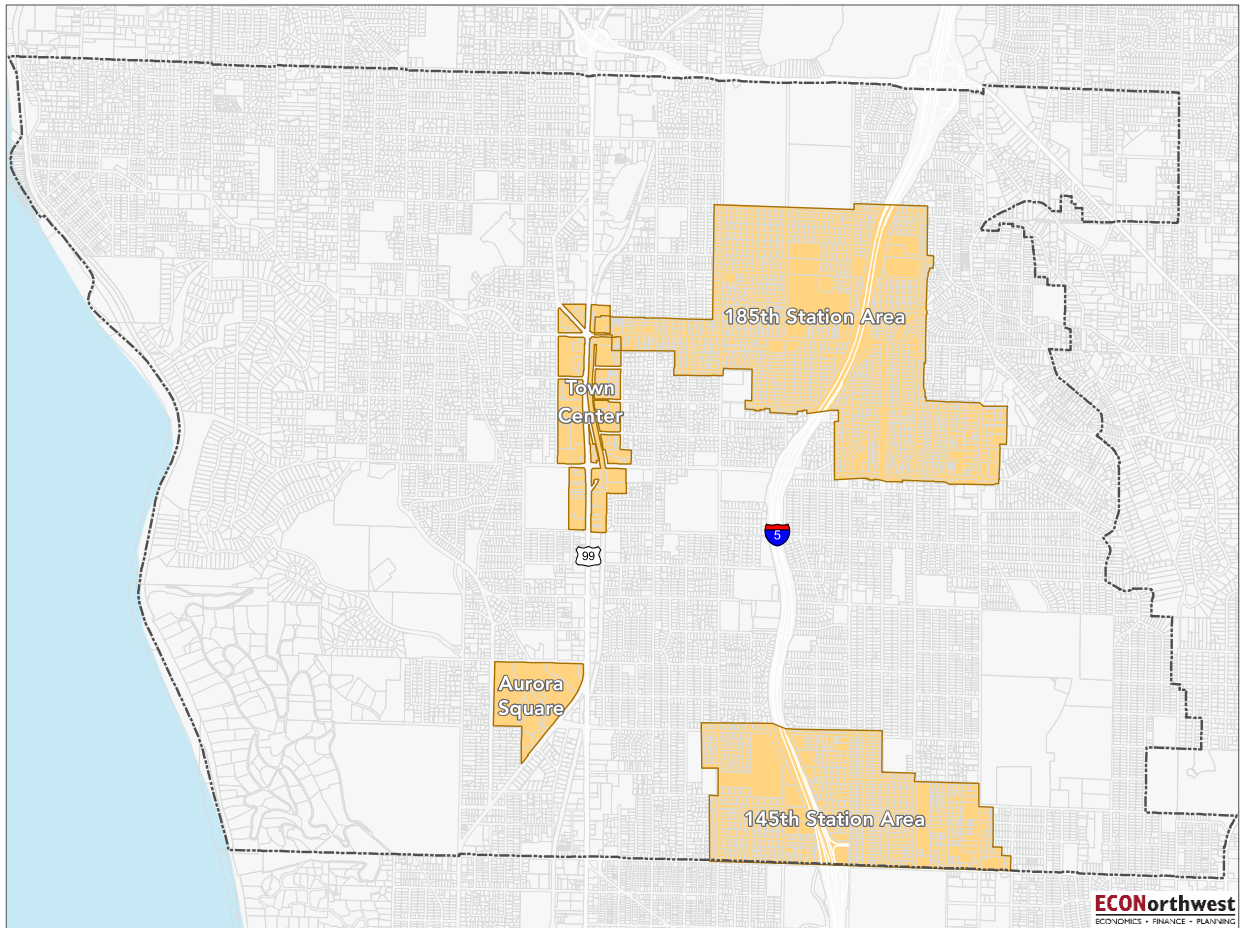 185th Station Area
Town
Center
5
99
Aurora
Square
145th Station Area
ECONorthwest
ECONOMICS • FINANCE • PLANNING